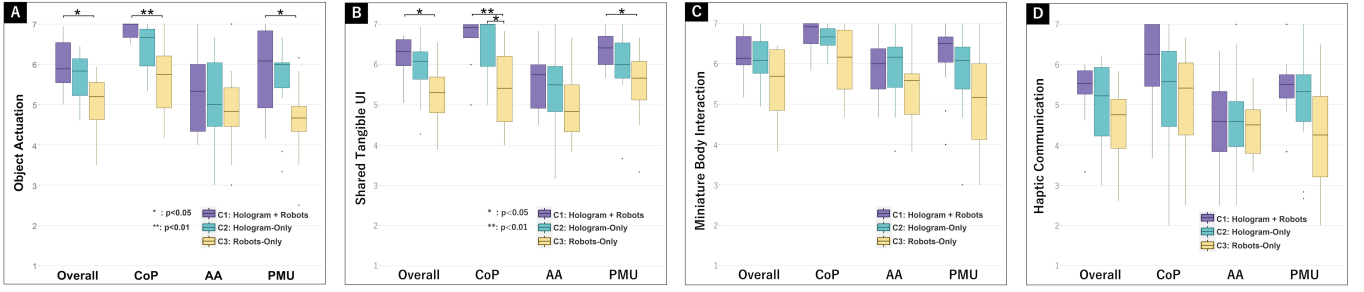 A
Object Actuation
7
6
5
4
3
2
1
* ** *
* : p<0.05
**: p<0.01
C1: Hologram + Robots
C2: Hologram-Only
C3: Robots-Only
Overall CoP AA PMU
B
Shared Tangible UI
7
6
5
4
3
2
1
* ** * *
* : p<0.05
**: p<0.01
C1: Hologram + Robots
C2: Hologram-Only
C3: Robots-Only
Overall CoP AA PMU
C
Miniature Body Interaction
7
6
5
4
3
2
1
C1: Hologram + Robots
C2: Hologram-Only
C3: Robots-Only
Overall CoP AA PMU
D
Haptic Communication
7
6
5
4
3
2
1
C1: Hologram + Robots
C2: Hologram-Only
C3: Robots-Only
Overall CoP AA PMU